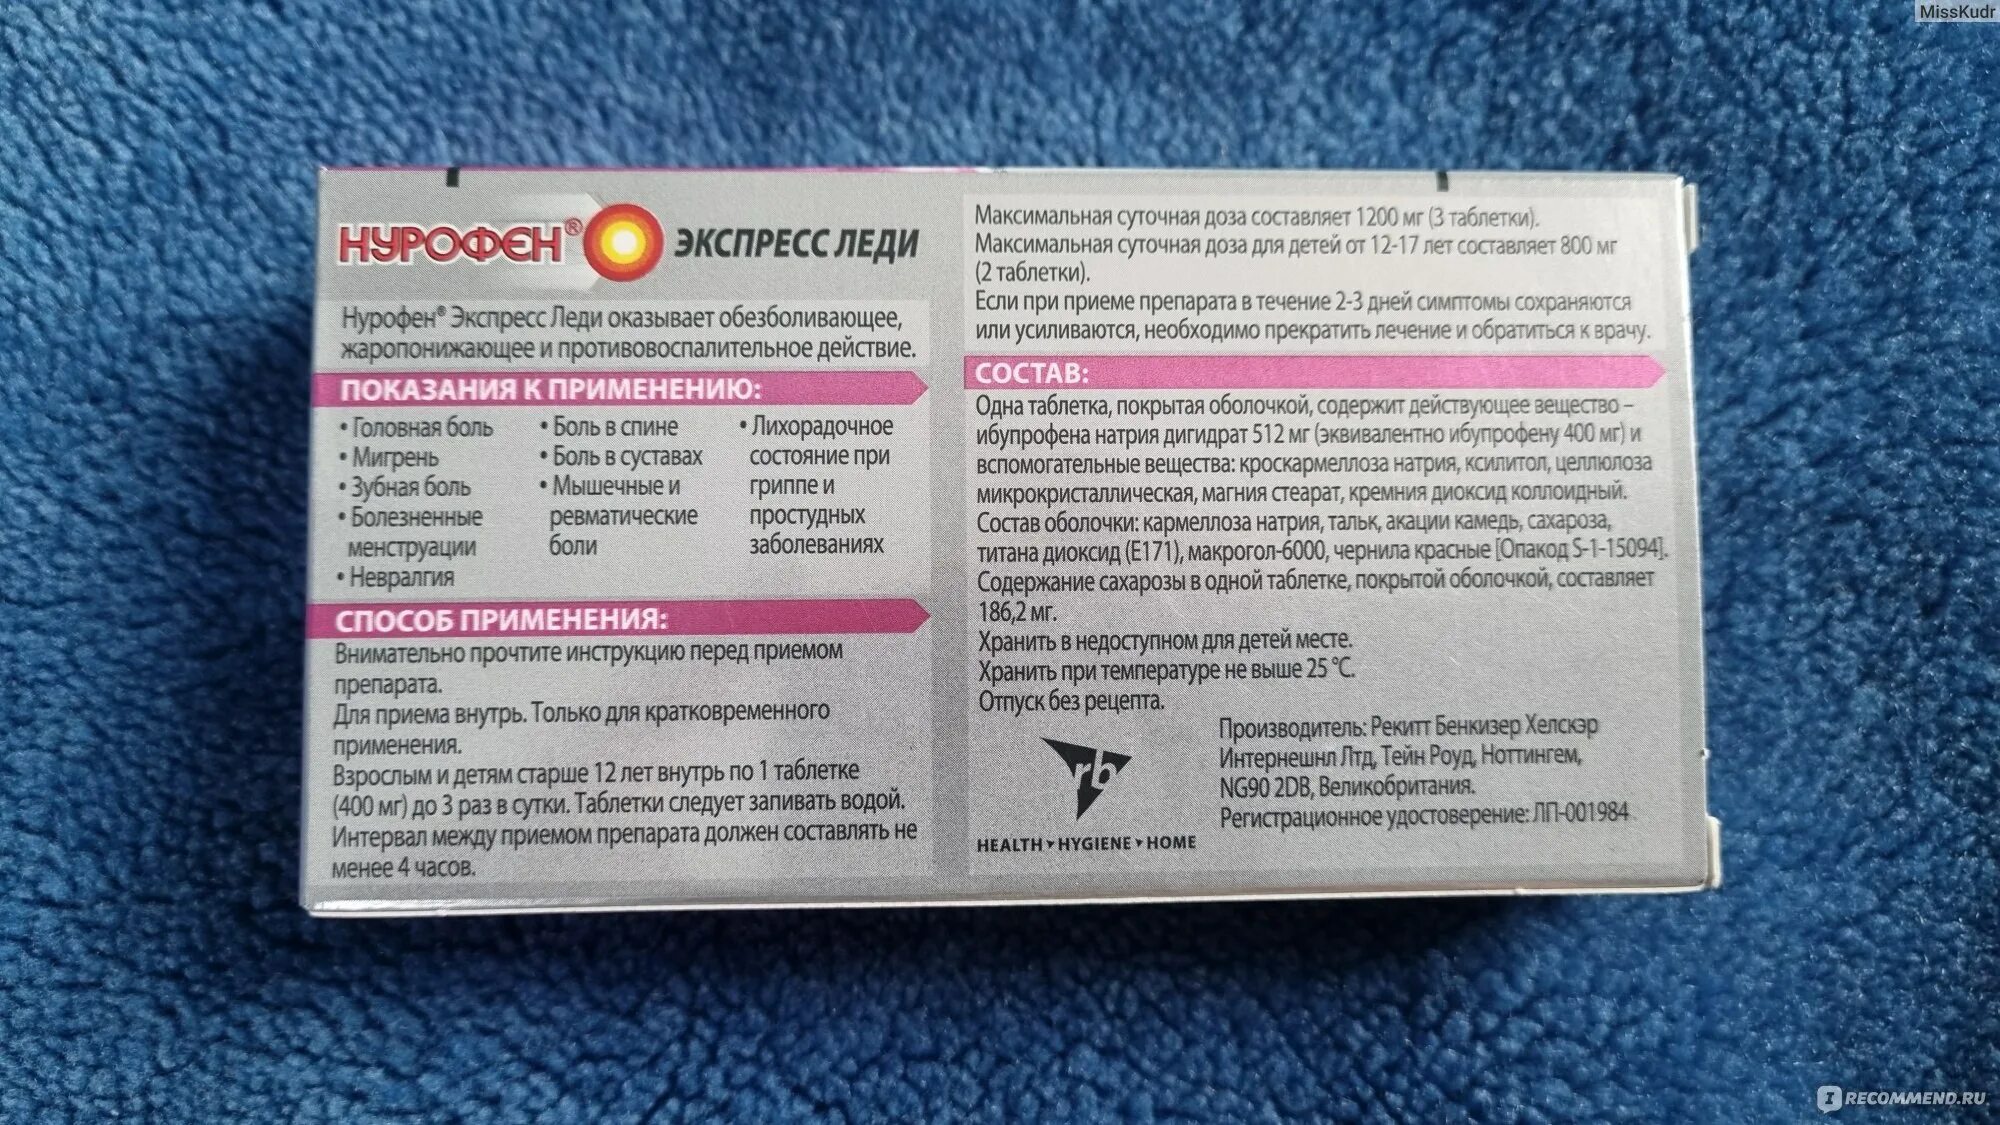 MissKudr
НУРОФЕН® ЭКСПРЕСС ЛЕДИ
Нурофен® Экспресс Леди оказывает обезболивающее,
жаропонижающее и противовоспалительное действие.
ПОКАЗАНИЯ К ПРИМЕНЕНИЮ:
• Головная боль
• Мигрень
• Зубная боль
• Болезненные
менструации
• Невралгия
• Боль в спине
• Боль в суставах
• Мышечные и
ревматические
боли
• Лихорадочное
состояние при
гриппе и
простудных
заболеваниях
СПОСОБ ПРИМЕНЕНИЯ:
Внимательно прочтите инструкцию перед приемом
препарата.
Для приема внутрь. Только для кратковременного
применения.
Взрослым и детям старше 12 лет внутрь по 1 таблетке
(400 мг) до 3 раз в сутки. Таблетки следует запивать водой.
Интервал между приемом препарата должен составлять не
менее 4 часов.
Максимальная суточная доза составляет 1200 мг (3 таблетки).
Максимальная суточная доза для детей от 12-17 лет составляет 800 мг
(2 таблетки).
Если при приеме препарата в течение 2-3 дней симптомы сохраняются
или усиливаются, необходимо прекратить лечение и обратиться к врачу.
СОСТАВ:
Одна таблетка, покрытая оболочкой, содержит действующее вещество –
ибупрофена натрия дигидрат 512 мг (эквивалентно ибупрофену 400 мг) и
вспомогательные вещества: кроскармеллоза натрия, ксилитол, целлюлоза
микрокристаллическая, магния стеарат, кремния диоксид коллоидный.
Состав оболочки: кармеллоза натрия, тальк, акации камедь, сахароза,
титана диоксид (Е171), макрогол-6000, чернила красные [Опакод S-1-15094].
Содержание сахарозы в одной таблетке, покрытой оболочкой, составляет
186,2 мг.
Хранить в недоступном для детей месте.
Хранить при температуре не выше 25 °С.
Отпуск без рецепта.
rb
HEALTH▼HYGIENE▼HOME
Производитель: Рекитт Бенкизер Хелскэр
Интернешнл Лтд, Тейн Роуд, Ноттингем,
NG90 2DB, Великобритания.
Регистрационное удостоверение: ЛП-001984
I RECOMMEND.RU